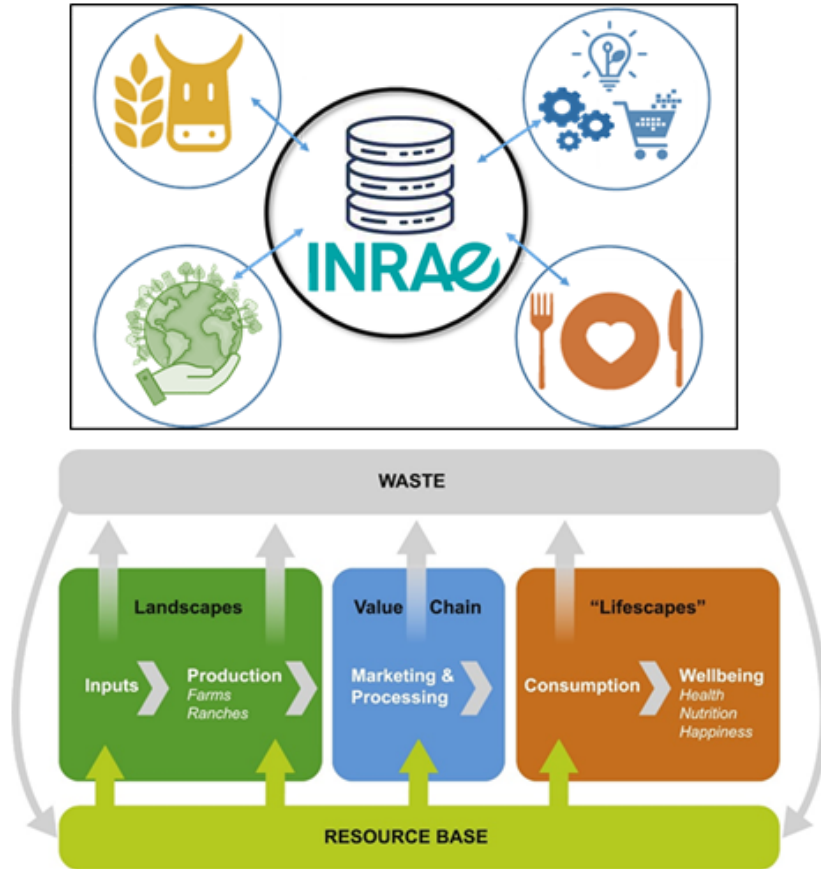 INRAE
WASTE
Landscapes
Value Chain
“Lifescapes”
Inputs
Production
Farms
Ranches
Marketing &
Processing
Consumption
Wellbeing
Health
Nutrition
Happiness
RESOURCE BASE